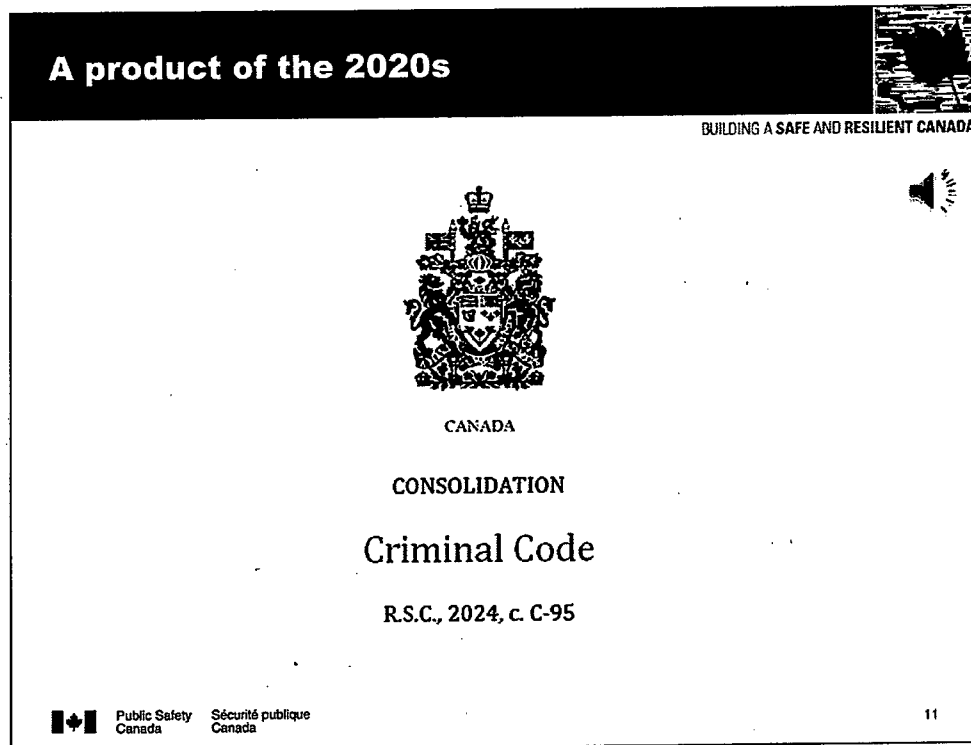 A product of the 2020s
BUILDING A SAFE AND RESILIENT CANADA
CANADA
CONSOLIDATION
Criminal Code
R.S.C., 2024, c. C-95
Public Safety Sécurité publique
Canada Canada
11